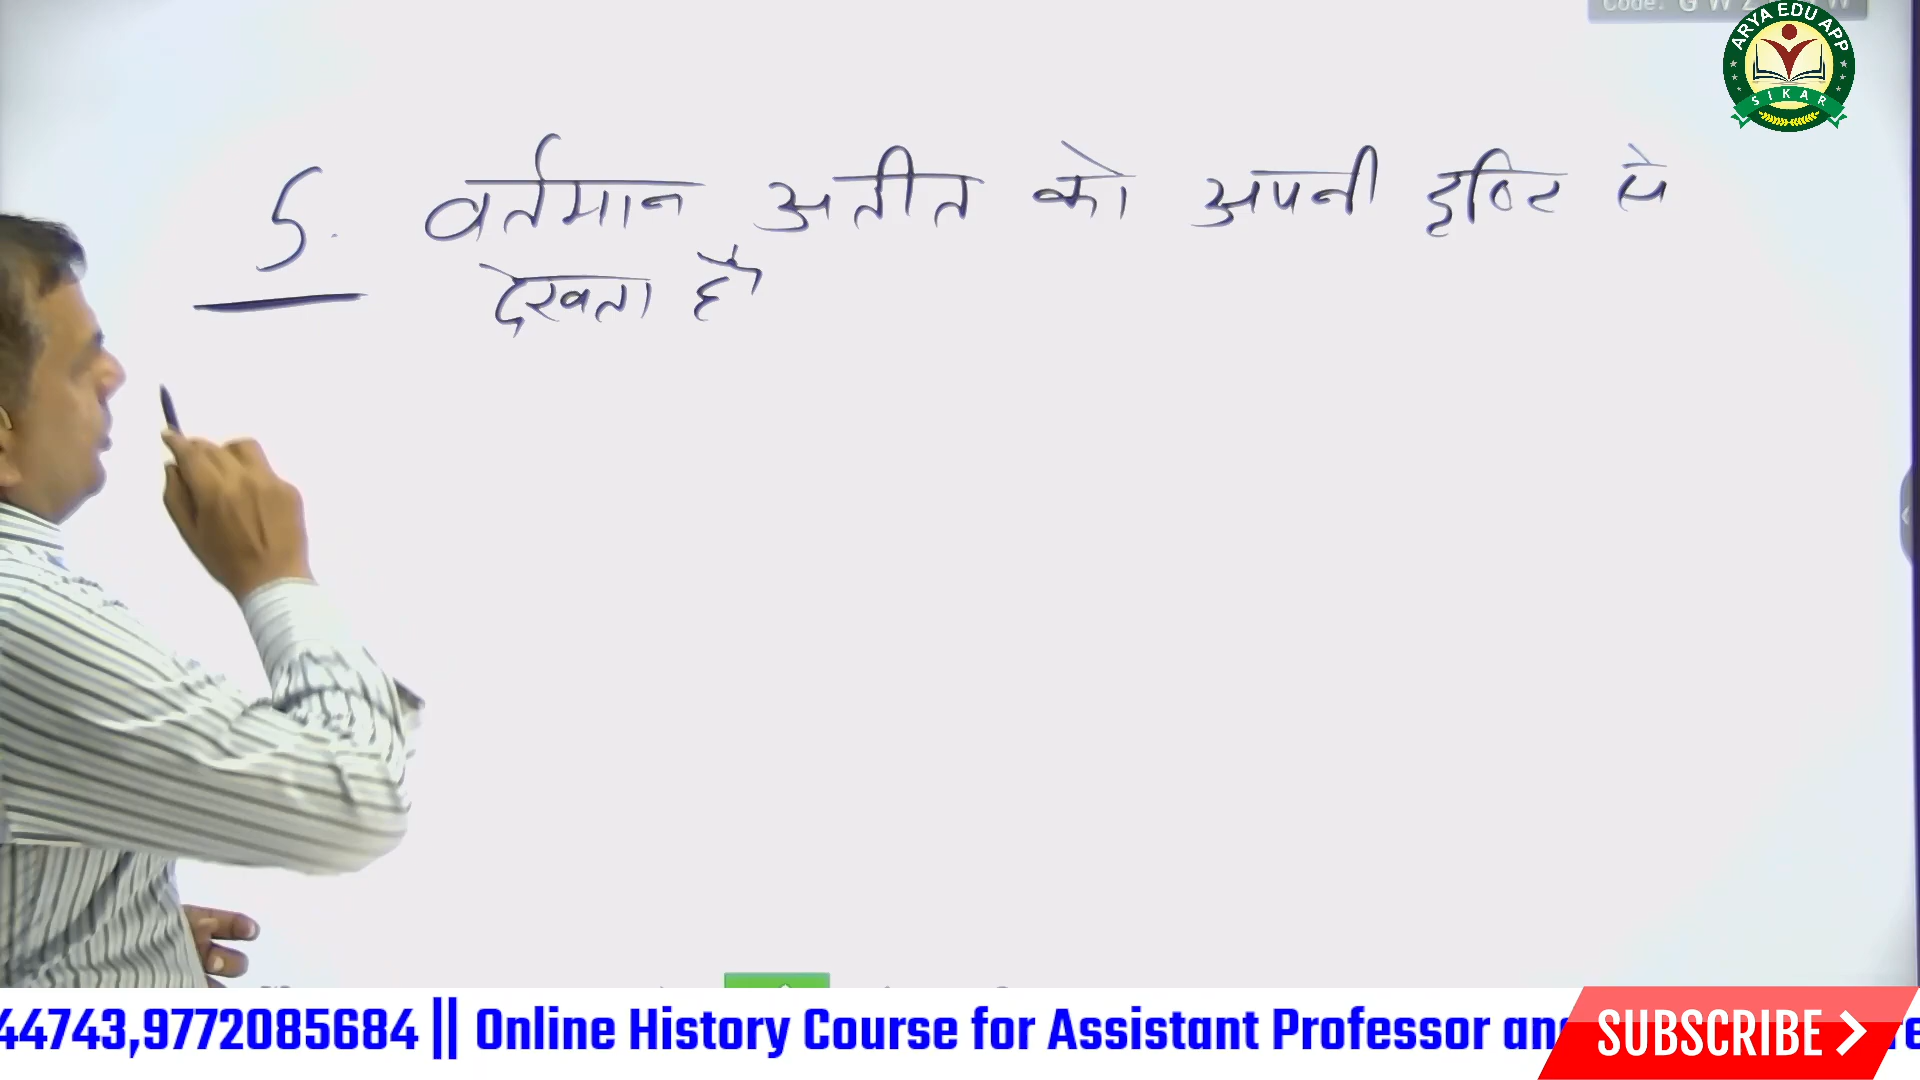 ARYA EDU APP
SIKAR
5. वर्तमान अतीत को अपनी दृष्टि से
देखता है
44743,9772085684 || Online History Course for Assistant Professor an
SUBSCRIBE